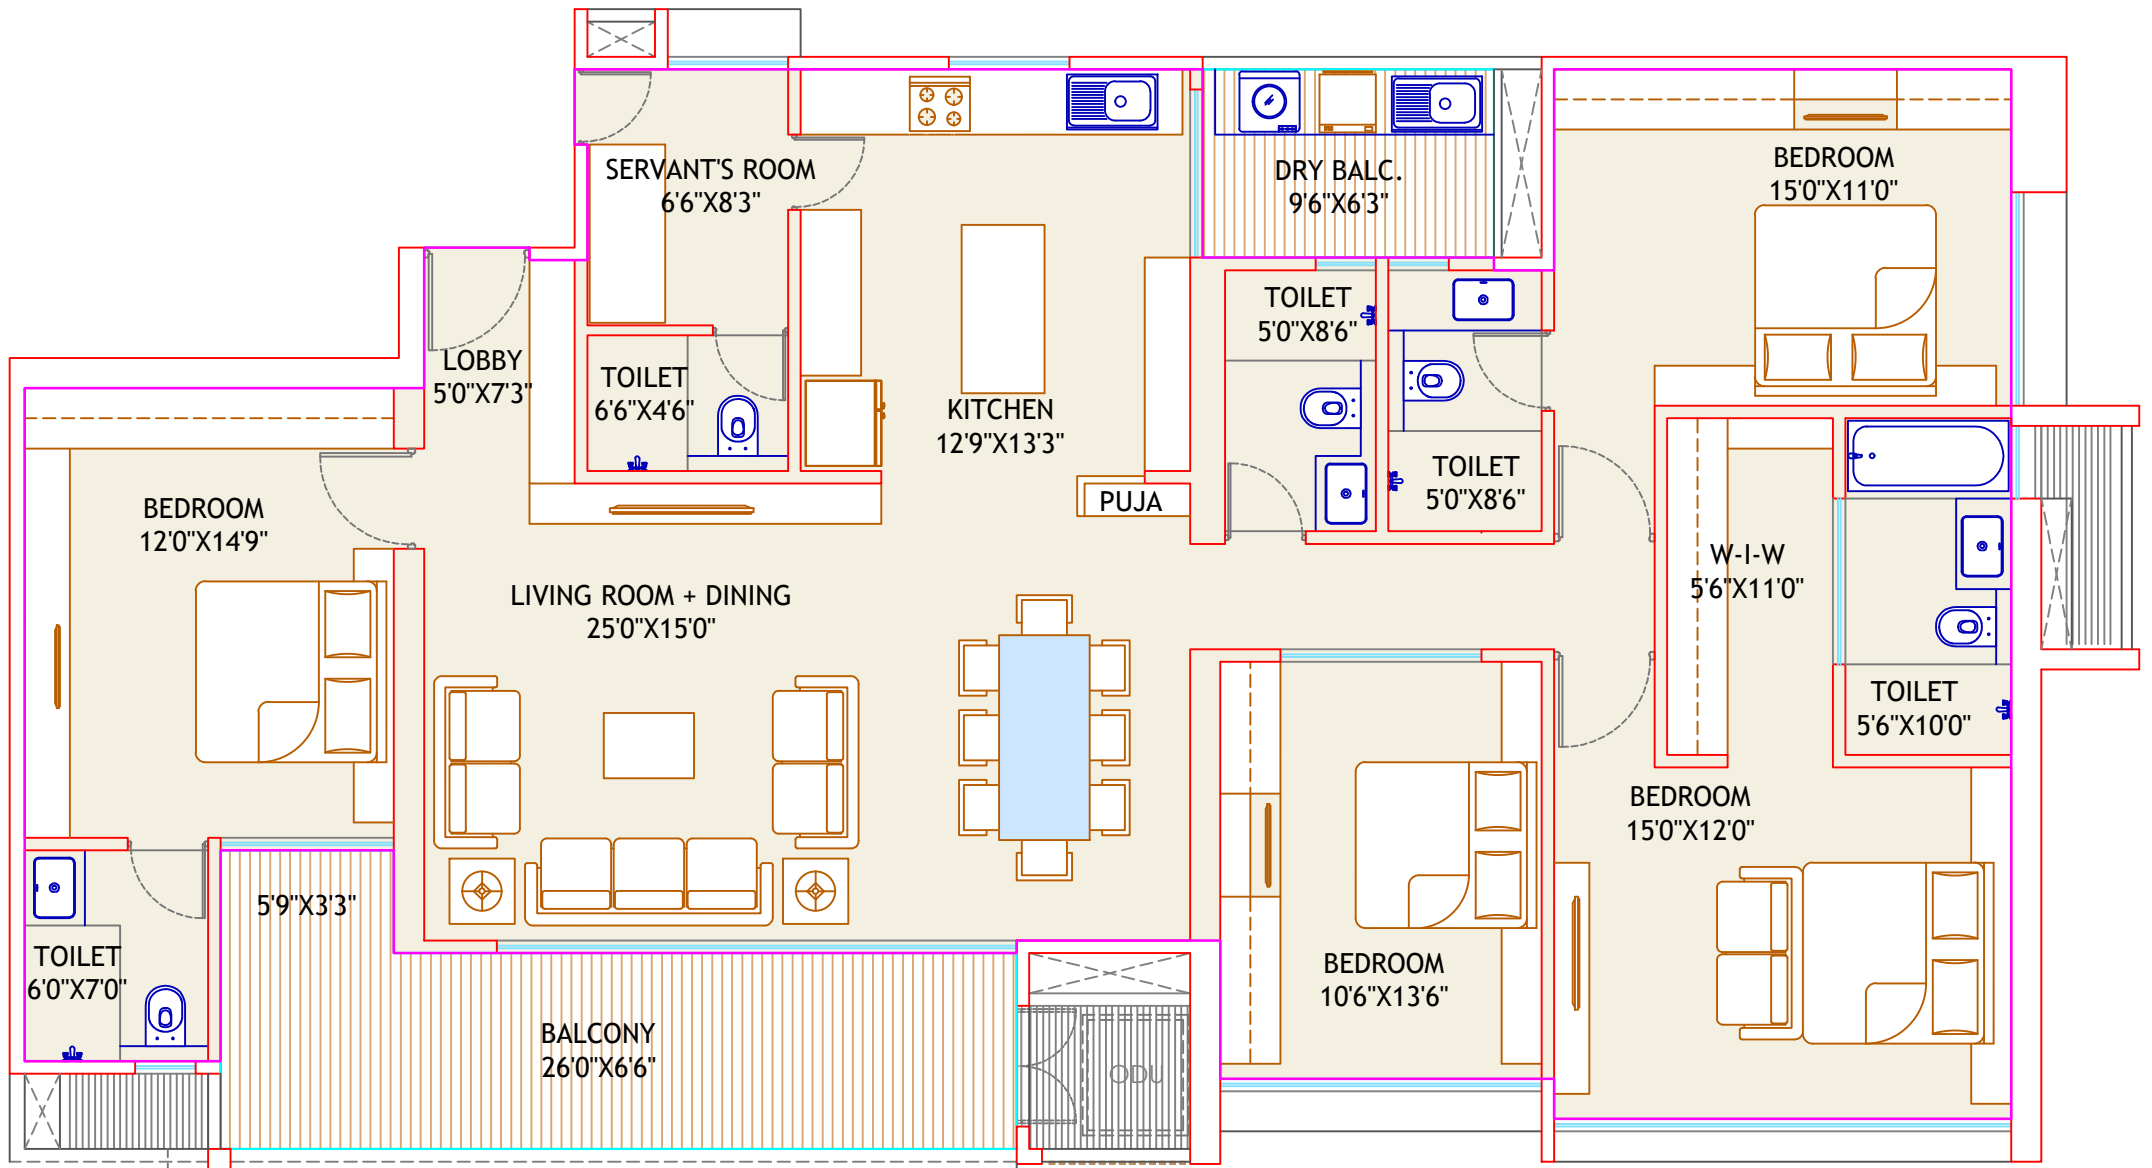 SERVANT'S ROOM
6'6"X8'3"
DRY BALC.
9'6"X6'3"
BEDROOM
15'0"X11'0"
LOBBY
5'0"X7'3"
TOILET
6'6"X4'6"
KITCHEN
12'9"X13'3"
TOILET
5'0"X8'6"
TOILET
5'0"X8'6"
PUJA
BEDROOM
12'0"X14'9"
LIVING ROOM + DINING
25'0"X15'0"
W-I-W
5'6"X11'0"
TOILET
5'6"X10'0"
BEDROOM
15'0"X12'0"
5'9"X3'3"
TOILET
6'0"X7'0"
BALCONY
26'0"X6'6"
BEDROOM
10'6"X13'6"
ODU